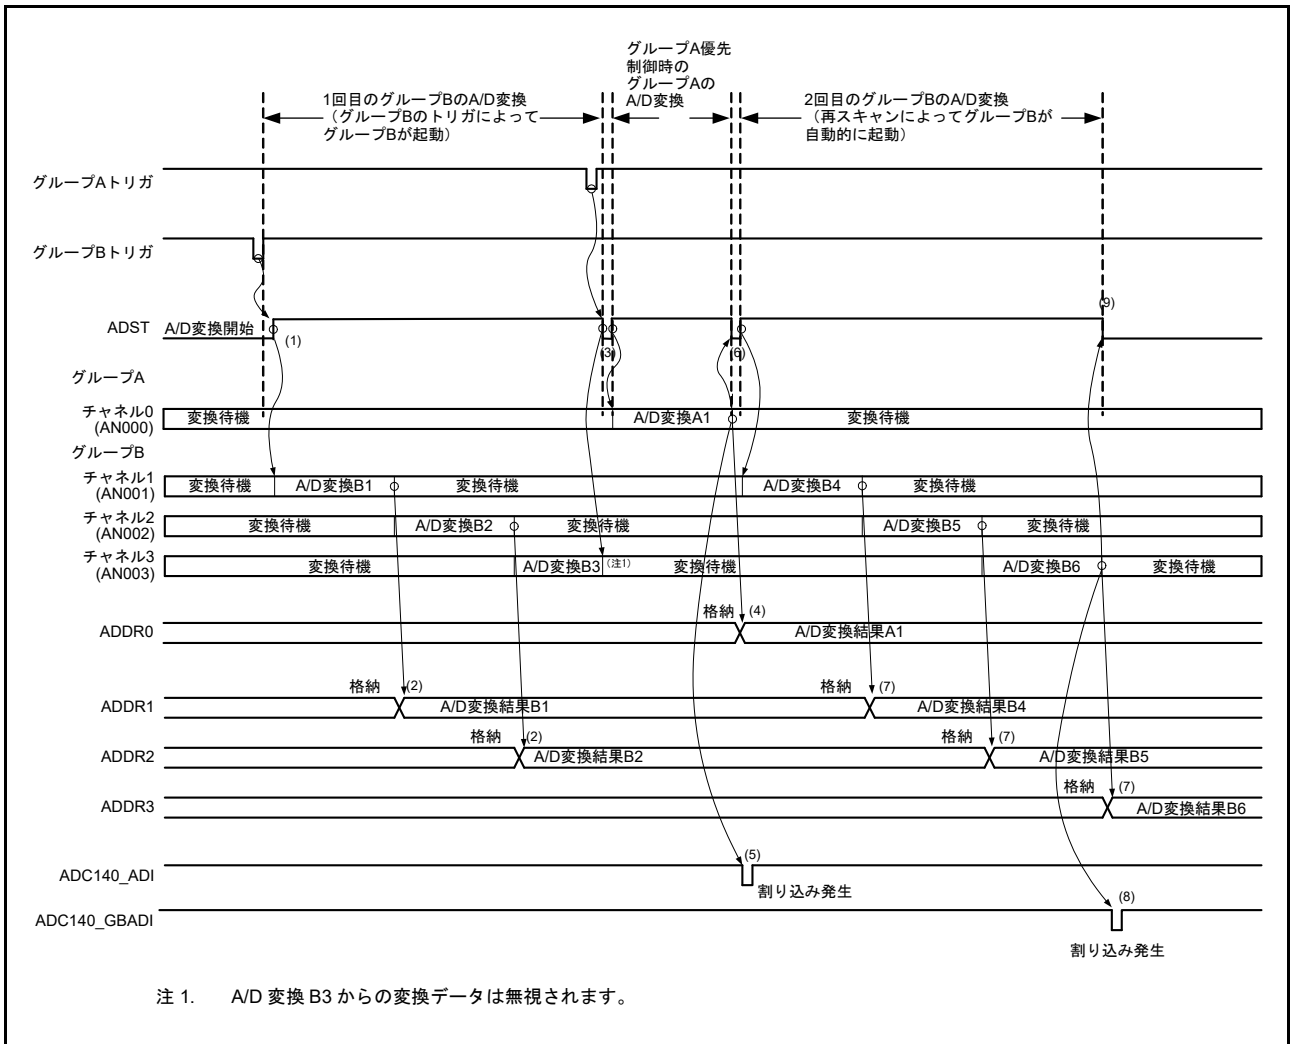 グループA優先
制御時の
グループAの
A/D変換
1回目のグループBのA/D変換
（グループBのトリガによって
グループBが起動）
2回目のグループBのA/D変換
（再スキャンによってグループBが
自動的に起動）
グループAトリガ
グループBトリガ
ADST
A/D変換開始
(1)
(3)
(6)
(9)
グループA
チャネル0
(AN000)
変換待機
A/D変換A1
変換待機
グループB
チャネル1
(AN001)
変換待機
A/D変換B1
変換待機
A/D変換B4
変換待機
チャネル2
(AN002)
変換待機
A/D変換B2
変換待機
A/D変換B5
変換待機
チャネル3
(AN003)
変換待機
A/D変換B3
（注1）
変換待機
A/D変換B6
変換待機
ADDR0
格納
(4)
A/D変換結果A1
ADDR1
格納
(2)
A/D変換結果B1
格納
(7)
A/D変換結果B4
ADDR2
格納
(2)
A/D変換結果B2
格納
(7)
A/D変換結果B5
ADDR3
格納
(7)
A/D変換結果B6
ADC140_ADI
(5)
割り込み発生
ADC140_GBADI
(8)
割り込み発生
注 1. A/D 変換 B3 からの変換データは無視されます。